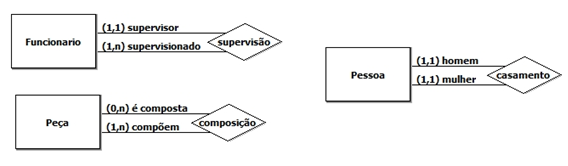 (1,1) supervisor
Funcionario
(1,n) supervisionado
supervisão
(1,1) homem
Pessoa
casamento
(1,1) mulher
(0,n) é composta
Peça
composição
(1,n) compõem